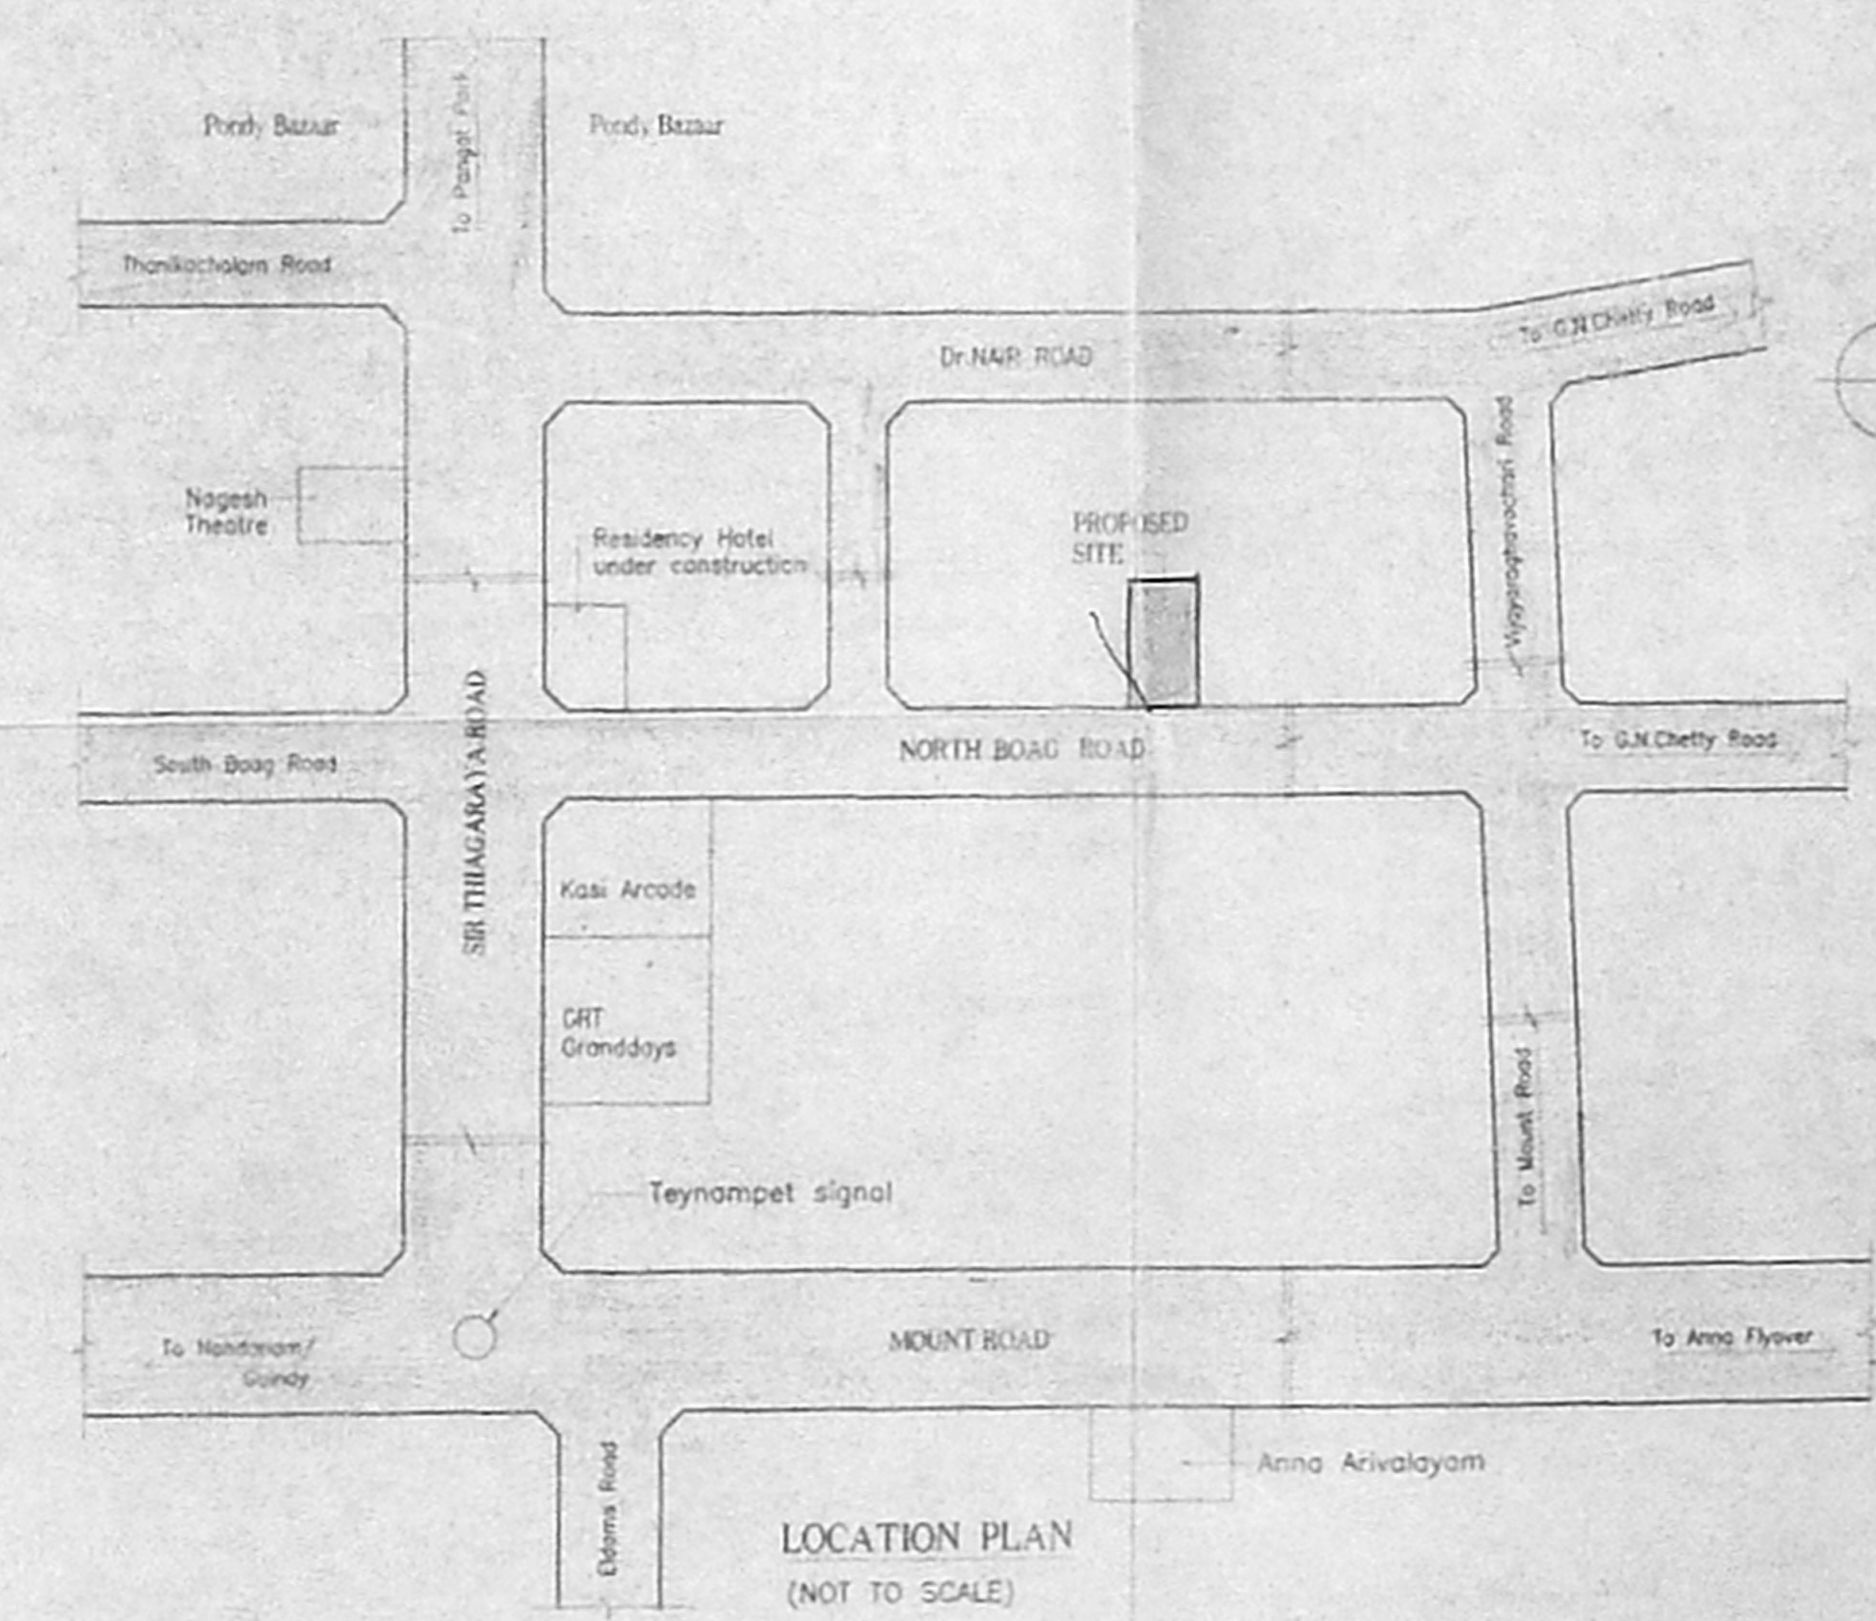 Pondy Bazaar
To Pangal Park
Pondy Bazaar
Thanikachalam Road
To G.N.Chetty Road
Dr.NAIR ROAD
Vijayaraghavachari Road
Nagesh
Theatre
Residency Hotel
under construction
PROPOSED
SITE
SIR THIAGARAYA ROAD
South Boag Road
NORTH BOAG ROAD
To G.N.Chetty Road
Kasi Arcade
GRT
Granddays
To Mount Road
Teynampet signal
To Nandanam/
Guindy
MOUNT ROAD
To Anna Flyover
Eldams Road
Anna Arivalayam
LOCATION PLAN
(NOT TO SCALE)